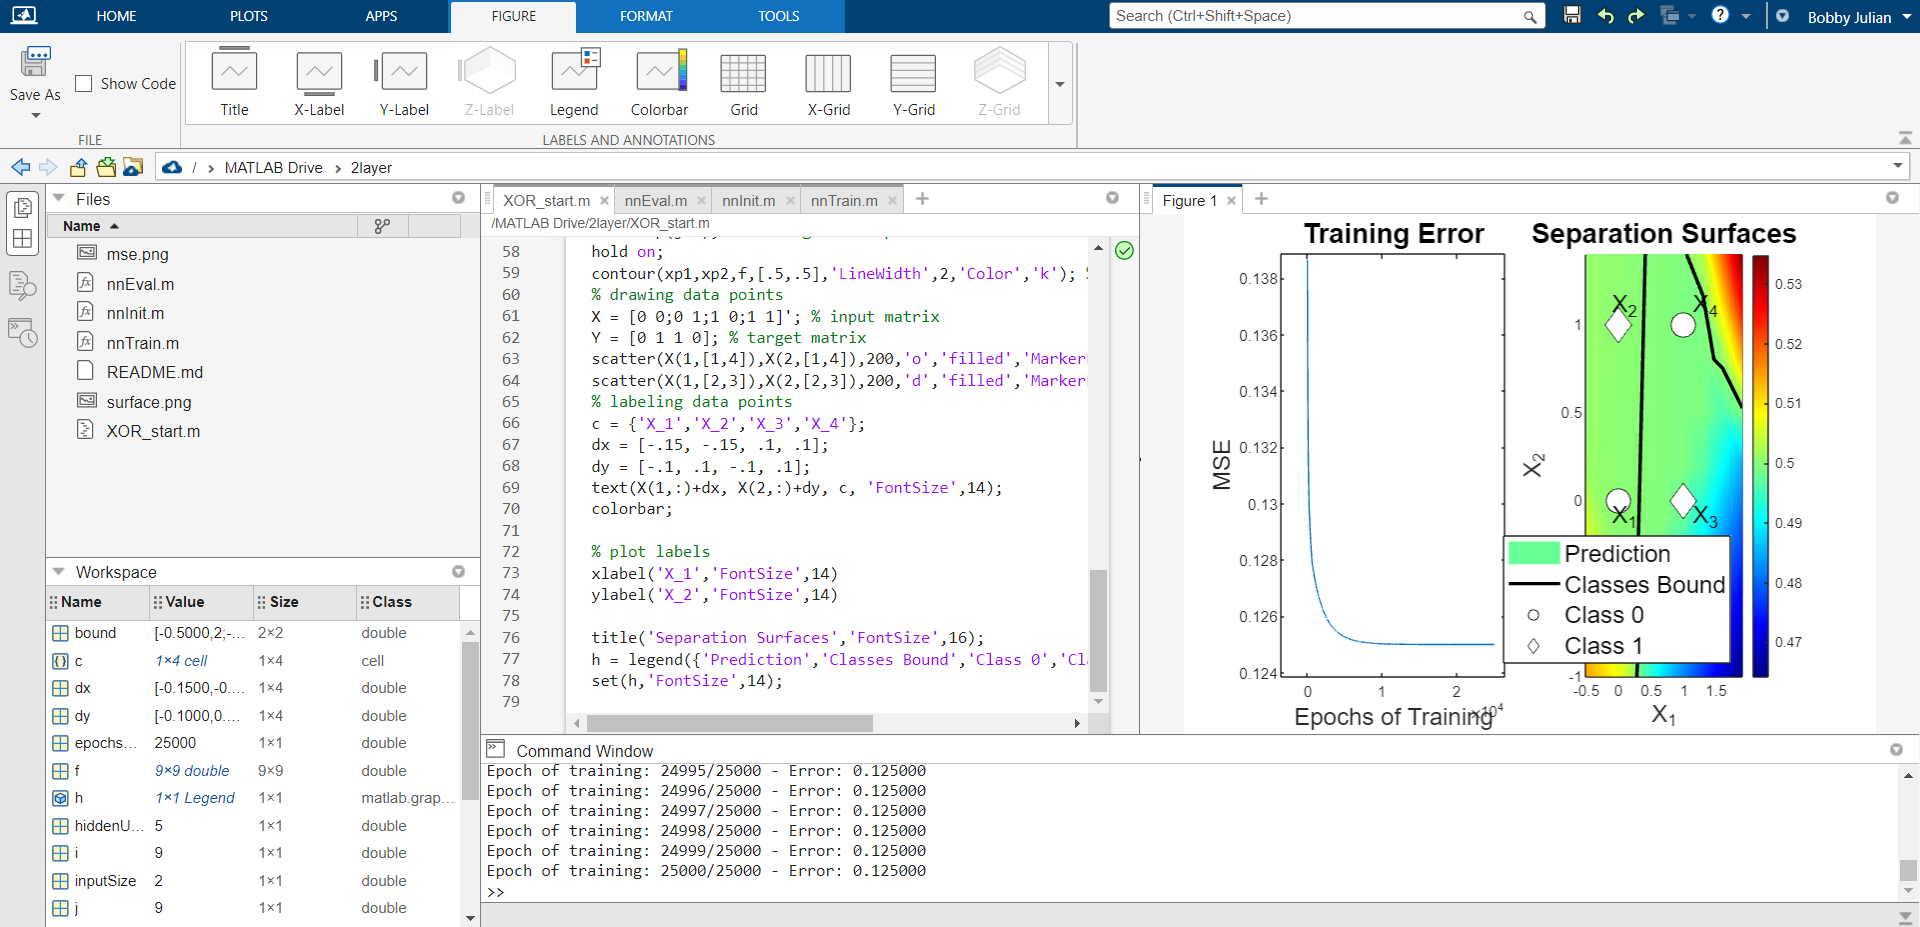 HOME PLOTS APPS FIGURE FORMAT TOOLS Search (Ctrl+Shift+Space) Bobby Julian
Save As Show Code Title X-Label Y-Label Z-Label Legend Colorbar Grid X-Grid Y-Grid Z-Grid
FILE LABELS AND ANNOTATIONS
/ > MATLAB Drive > 2layer
Files
Name
mse.png
nnEval.m
nnInit.m
nnTrain.m
README.md
surface.png
XOR_start.m
Workspace
Name Value Size Class
bound [-0.5000,2;-... 2×2 double
c 1×4 cell 1×4 cell
dx [-0.1500,-0.... 1×4 double
dy [-0.1000,0.... 1×4 double
epochs... 25000 1×1 double
f 9×9 double 9×9 double
h 1×1 Legend 1×1 matlab.grap...
hiddenU... 5 1×1 double
i 9 1×1 double
inputSize 2 1×1 double
j 9 1×1 double
XOR_start.m nnEval.m nnInit.m nnTrain.m
/MATLAB Drive/2layer/XOR_start.m
58 hold on;
59 contour(xp1,xp2,f,[.5,.5],'LineWidth',2,'Color','k');
60 % drawing data points
61 X = [0 0;0 1;1 0;1 1]'; % input matrix
62 Y = [0 1 1 0]; % target matrix
63 scatter(X(1,[1,4]),X(2,[1,4]),200,'o','filled','Marker
64 scatter(X(1,[2,3]),X(2,[2,3]),200,'d','filled','Marker
65 % labeling data points
66 c = {'X_1','X_2','X_3','X_4'};
67 dx = [-.15, -.15, .1, .1];
68 dy = [-.1, .1, -.1, .1];
69 text(X(1,:)+dx, X(2,:)+dy, c, 'FontSize',14);
70 colorbar;
71
72 % plot labels
73 xlabel('X_1','FontSize',14)
74 ylabel('X_2','FontSize',14)
75
76 title('Separation Surfaces','FontSize',16);
77 h = legend({'Prediction','Classes Bound','Class 0','Cl
78 set(h,'FontSize',14);
79
Figure 1
Training Error
0.138
0.136
0.134
0.132
0.13
0.128
0.126
0.124
MSE
0 1 2
×10⁴
Epochs of Training
Separation Surfaces
X₂ X₄
X₁ X₃
1
0.5
0
-1
X₂
-0.5 0 0.5 1 1.5
X₁
Prediction
Classes Bound
Class 0
Class 1
0.53
0.52
0.51
0.5
0.49
0.48
0.47
Command Window
Epoch of training: 24995/25000 - Error: 0.125000
Epoch of training: 24996/25000 - Error: 0.125000
Epoch of training: 24997/25000 - Error: 0.125000
Epoch of training: 24998/25000 - Error: 0.125000
Epoch of training: 24999/25000 - Error: 0.125000
Epoch of training: 25000/25000 - Error: 0.125000
>>